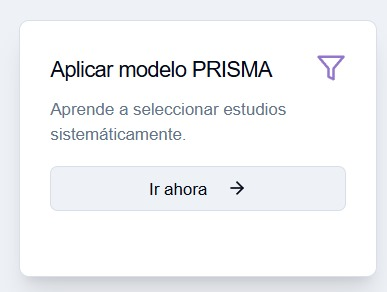 Aplicar modelo PRISMA
Aprende a seleccionar estudios
sistemáticamente.
Ir ahora